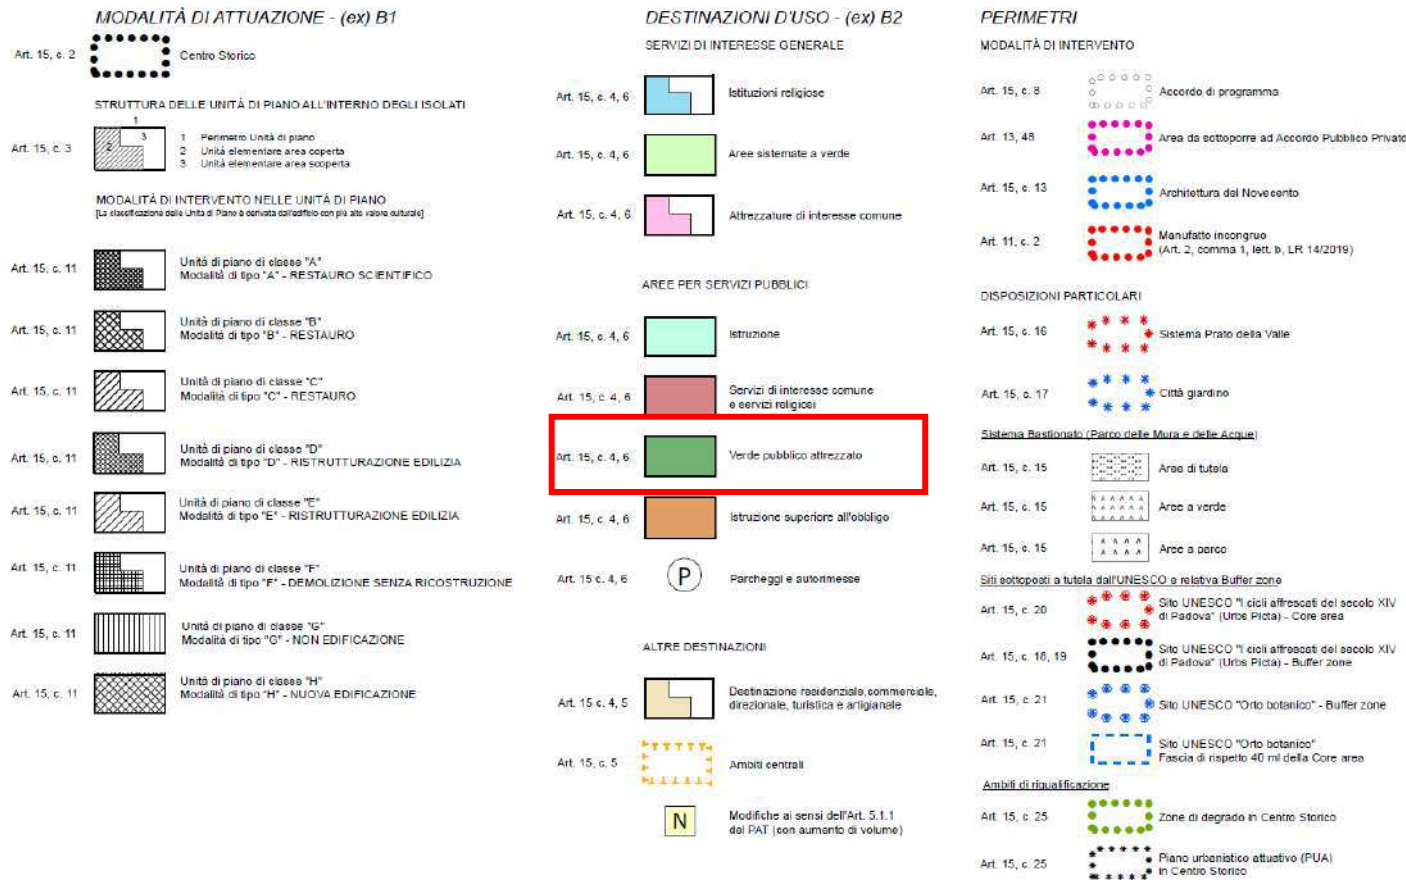 MODALITÀ DI ATTUAZIONE - (ex) B1
Art. 15, c. 2
Centro Storico
STRUTTURA DELLE UNITÀ DI PIANO ALL'INTERNO DEGLI ISOLATI
Art. 15, c. 3
1
3
2
1 Perimetro Unità di piano
2 Unità elementare area coperta
3 Unità elementare area scoperta
MODALITÀ DI INTERVENTO NELLE UNITÀ DI PIANO
[La classificazione delle Unità di Piano è derivata dall'edificio con più alto valore culturale]
Art. 15, c. 11
Unità di piano di classe "A"
Modalità di tipo "A" - RESTAURO SCIENTIFICO
Art. 15, c. 11
Unità di piano di classe "B"
Modalità di tipo "B" - RESTAURO
Art. 15, c. 11
Unità di piano di classe "C"
Modalità di tipo "C" - RESTAURO
Art. 15, c. 11
Unità di piano di classe "D"
Modalità di tipo "D" - RISTRUTTURAZIONE EDILIZIA
Art. 15, c. 11
Unità di piano di classe "E"
Modalità di tipo "E" - RISTRUTTURAZIONE EDILIZIA
Art. 15, c. 11
Unità di piano di classe "F"
Modalità di tipo "F" - DEMOLIZIONE SENZA RICOSTRUZIONE
Art. 15, c. 11
Unità di piano di classe "G"
Modalità di tipo "G" - NON EDIFICAZIONE
Art. 15, c. 11
Unità di piano di classe "H"
Modalità di tipo "H" - NUOVA EDIFICAZIONE
DESTINAZIONI D'USO - (ex) B2
SERVIZI DI INTERESSE GENERALE
Art. 15, c. 4, 6
Istituzioni religiose
Art. 15, c. 4, 6
Aree sistemate a verde
Art. 15, c. 4, 6
Attrezzature di interesse comune
AREE PER SERVIZI PUBBLICI
Art. 15, c. 4, 6
Istruzione
Art. 15, c. 4, 6
Servizi di interesse comune
e servizi religiosi
Art. 15, c. 4, 6
Verde pubblico attrezzato
Art. 15, c. 4, 6
Istruzione superiore all'obbligo
Art. 15 c. 4, 6
P
Parcheggi e autorimesse
ALTRE DESTINAZIONI
Art. 15 c. 4, 5
Destinazione residenziale,commerciale,
direzionale, turistica e artigianale
Art. 15, c. 5
Ambiti centrali
N
Modifiche ai sensi dell'Art. 5.1.1
del PAT (con aumento di volume)
PERIMETRI
MODALITÀ DI INTERVENTO
Art. 15, c. 8
Accordo di programma
Art. 13, 48
Area da sottoporre ad Accordo Pubblico Privato
Art. 15, c. 13
Architettura del Novecento
Art. 11, c. 2
Manufatto incongruo
(Art. 2, comma 1, lett. b, LR 14/2019)
DISPOSIZIONI PARTICOLARI
Art. 15, c. 16
Sistema Prato della Valle
Art. 15, c. 17
Città giardino
Sistema Bastionato (Parco delle Mura e delle Acque)
Art. 15, c. 15
Aree di tutela
Art. 15, c. 15
Aree a verde
Art. 15, c. 15
Aree a parco
Siti sottoposti a tutela dall'UNESCO e relativa Buffer zone
Art. 15, c. 20
Sito UNESCO "I cicli affrescati del secolo XIV
di Padova" (Urbs Picta) - Core area
Art. 15, c. 18, 19
Sito UNESCO "I cicli affrescati del secolo XIV
di Padova" (Urbs Picta) - Buffer zone
Art. 15, c. 21
Sito UNESCO "Orto botanico" - Buffer zone
Art. 15, c. 21
Sito UNESCO "Orto botanico"
Fascia di rispetto 40 ml della Core area
Ambiti di riqualificazione
Art. 15, c. 25
Zone di degrado in Centro Storico
Art. 15, c. 25
Piano urbanistico attuativo (PUA)
in Centro Storico